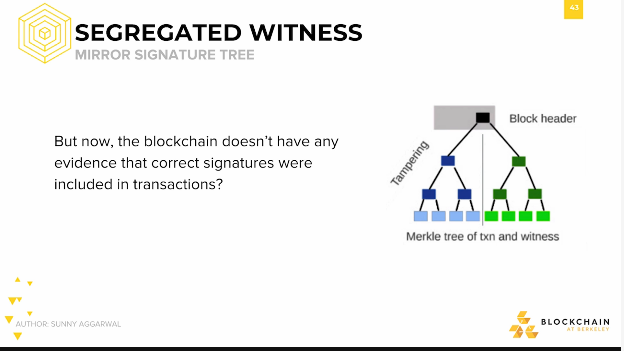 43
SEGREGATED WITNESS
MIRROR SIGNATURE TREE
But now, the blockchain doesn’t have any
evidence that correct signatures were
included in transactions?
Block header
Tampering
Merkle tree of txn and witness
AUTHOR: SUNNY AGGARWAL
BLOCKCHAIN
AT BERKELEY